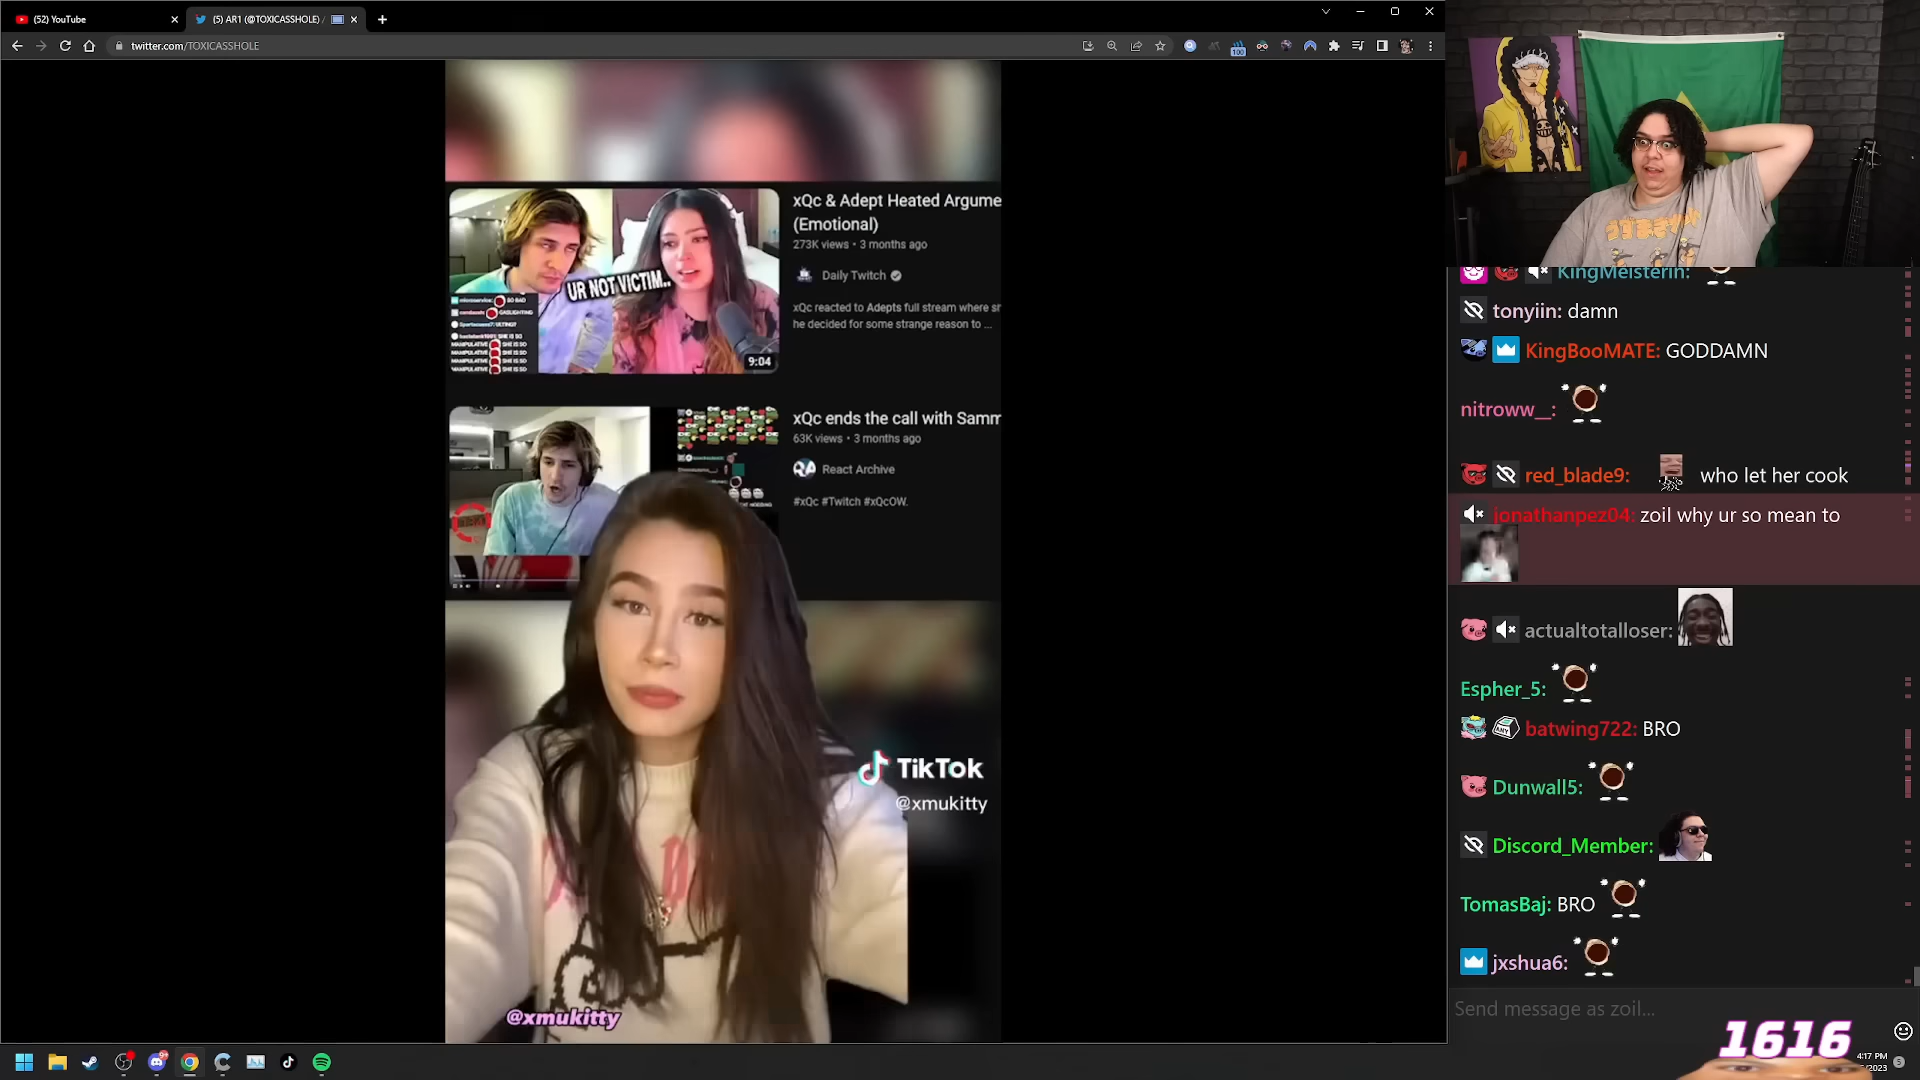 (52) YouTube
(5) AR1 (@TOXICASSHOLE) /
twitter.com/TOXICASSHOLE
100
xQc & Adept Heated Argume
(Emotional)
273K views • 3 months ago
Daily Twitch
xQc reacted to Adepts full stream where sh
he decided for some strange reason to ...
UR NOT VICTIM..
9:04
xQc ends the call with Samm
63K views • 3 months ago
React Archive
#xQc #Twitch #xQcOW.
TikTok
@xmukitty
@xmukitty
KingMeisterin:
tonyiin: damn
KingBooMATE: GODDAMN
nitroww__:
red_blade9: who let her cook
jonathanpez04: zoil why ur so mean to
actualtotalloser:
Espher_5:
batwing722: BRO
Dunwall5:
Discord_Member:
TomasBaj: BRO
jxshua6:
Send message as zoil...
1616
4:17 PM
/2023